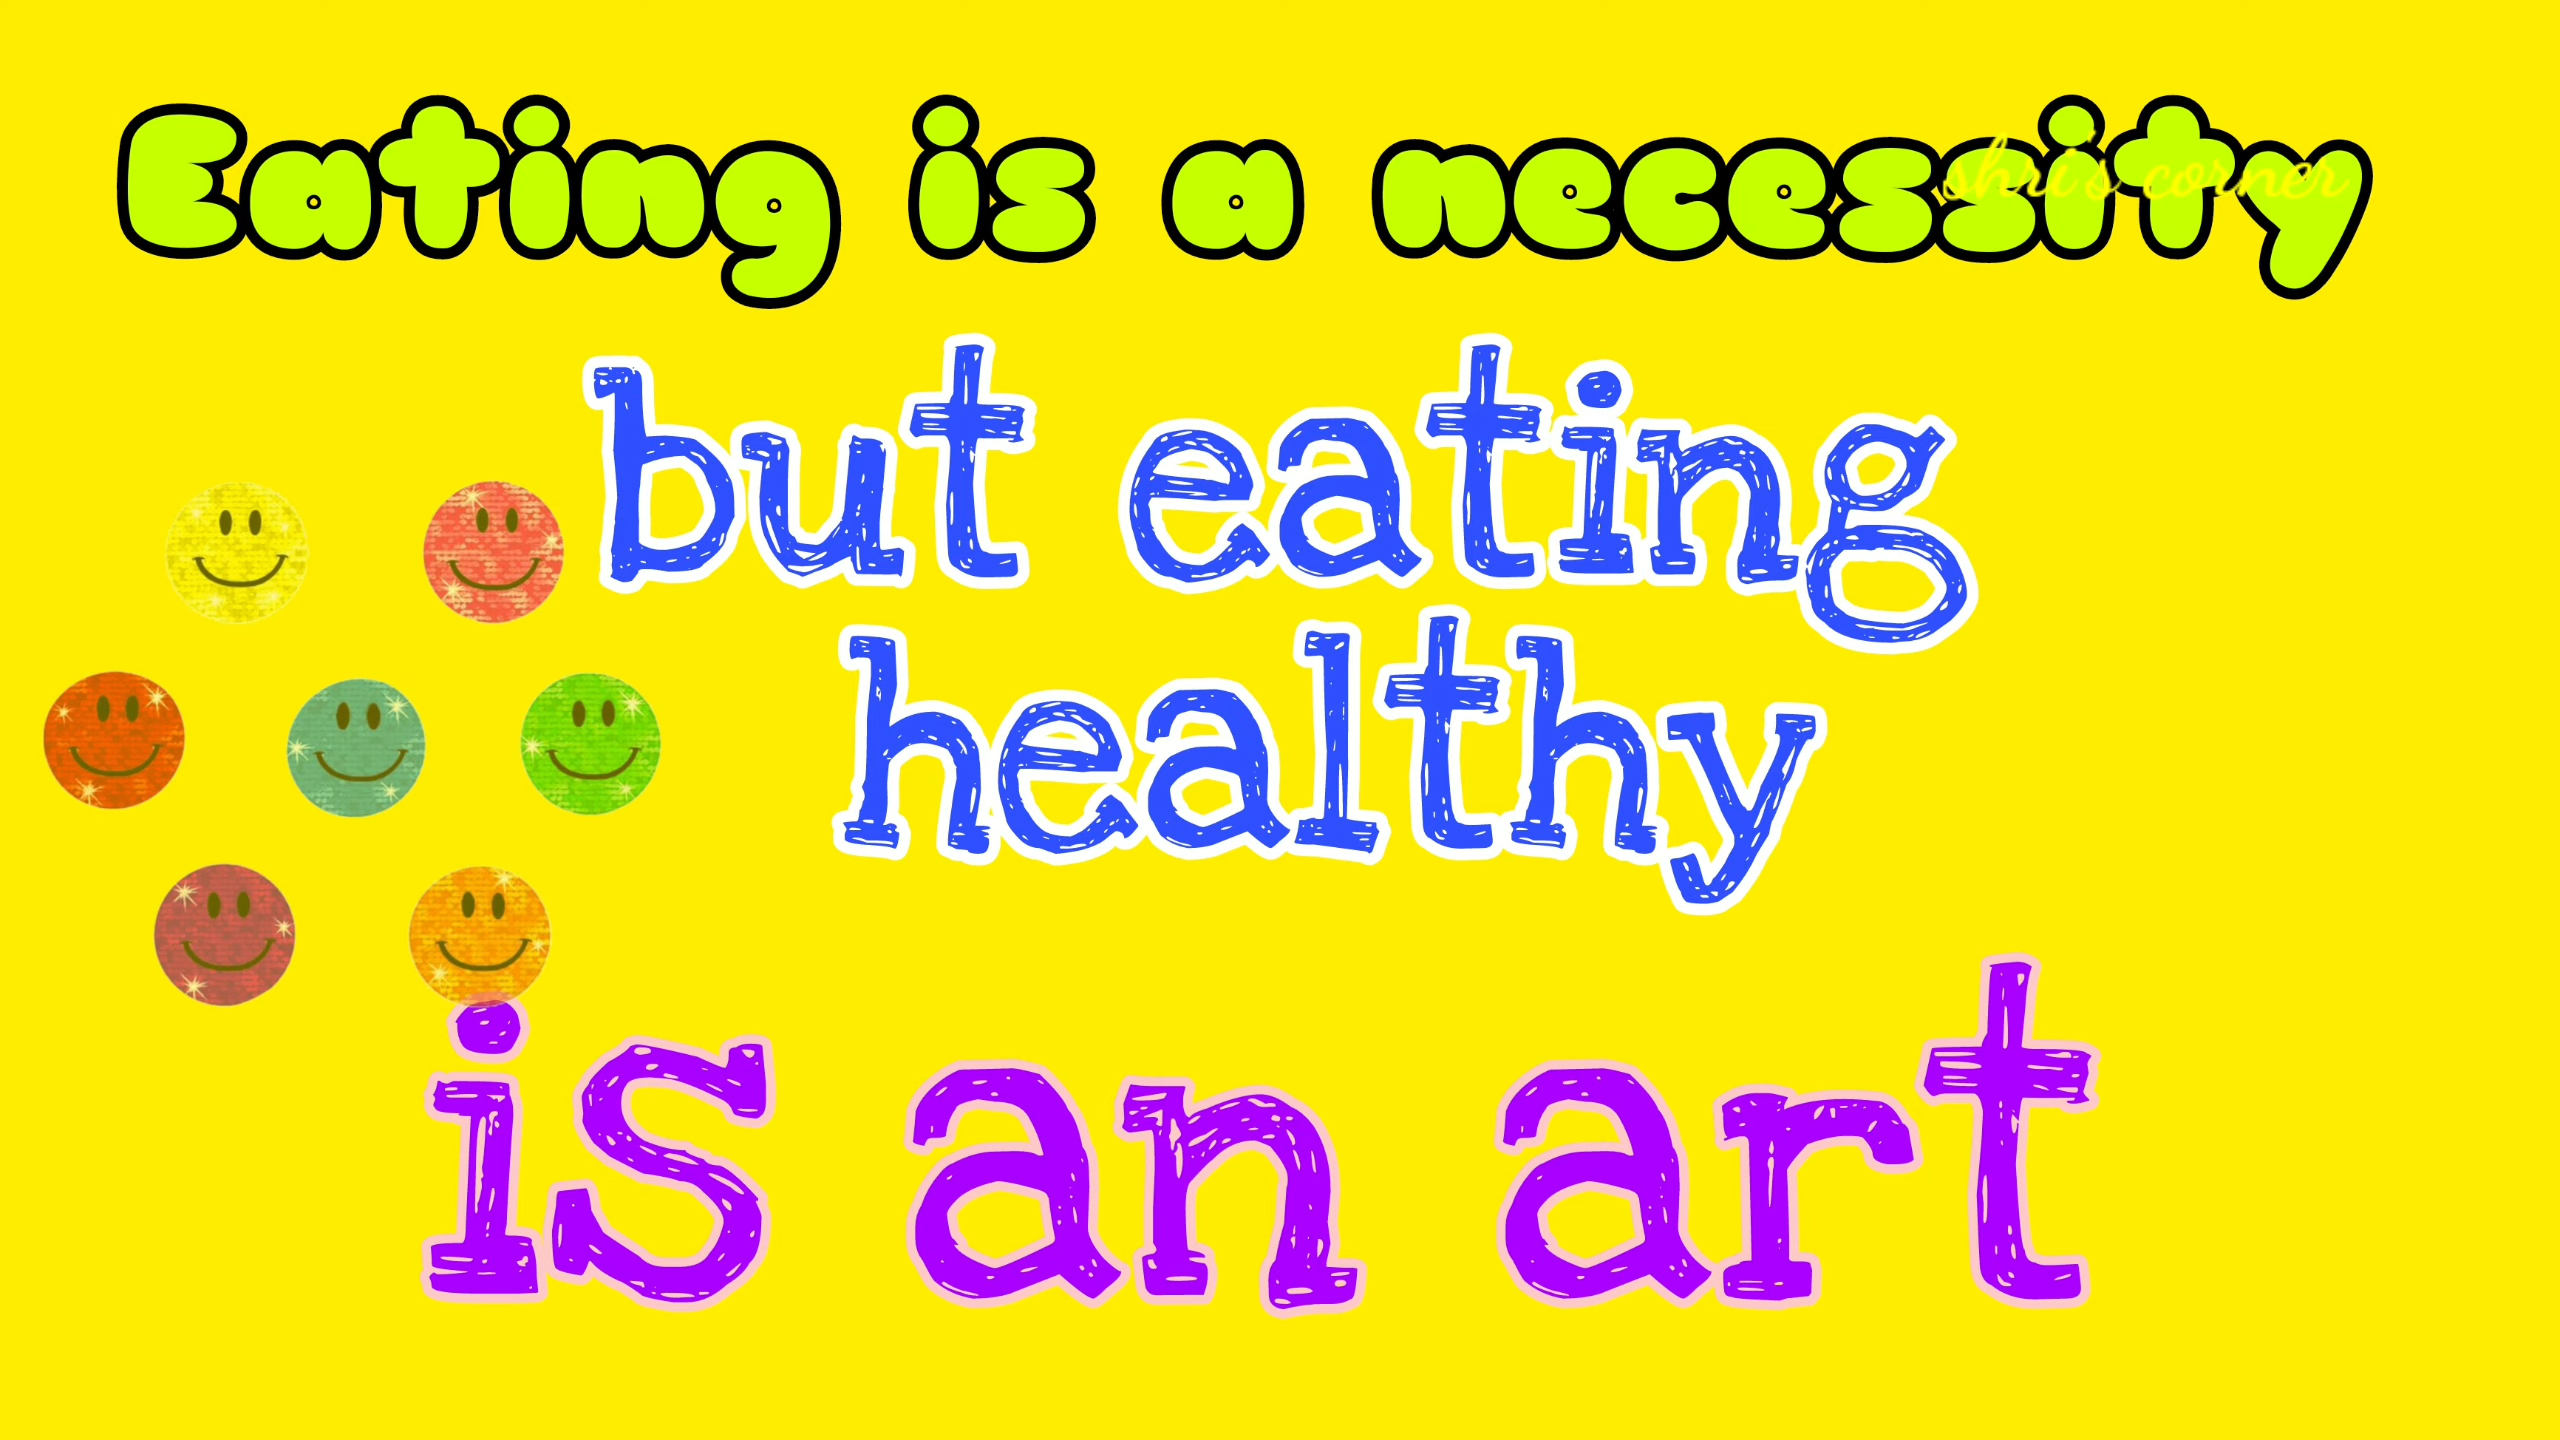 Eating is a necessity
shri's corner
but eating
healthy
is an art